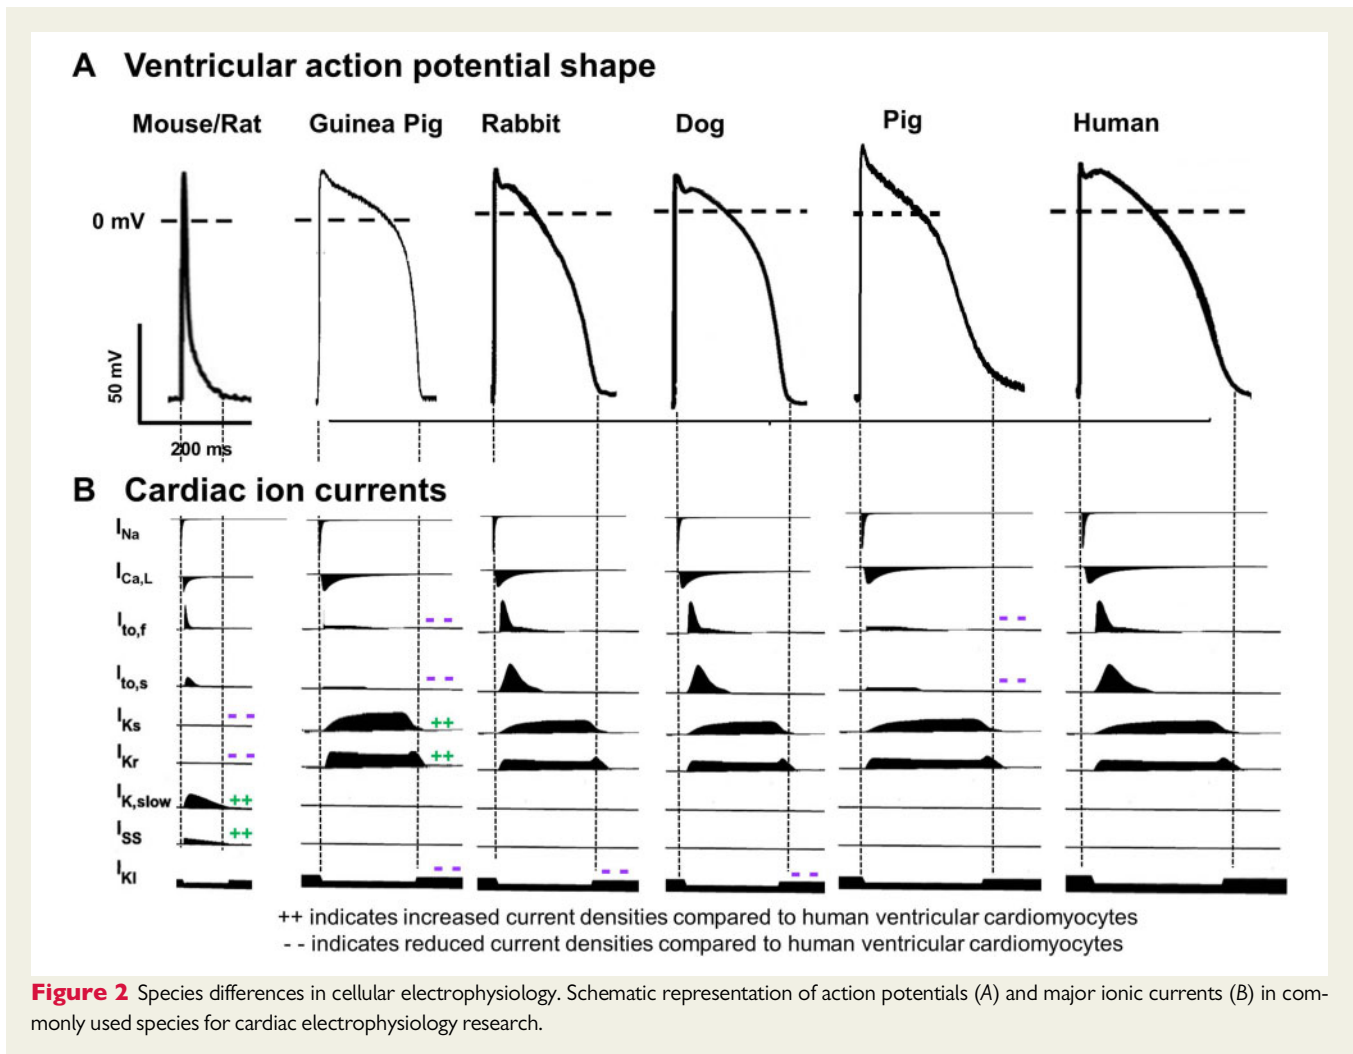 A Ventricular action potential shape
Mouse/Rat Guinea Pig Rabbit Dog Pig Human
0 mV
50 mV
200 ms
B Cardiac ion currents
INa
ICa,L
Ito,f
- - - -
Ito,s
- - - -
IKs
- - ++
IKr
- - ++
IK,slow
++
ISS
++
IKI
- - - - - -
++ indicates increased current densities compared to human ventricular cardiomyocytes
- - indicates reduced current densities compared to human ventricular cardiomyocytes
Figure 2 Species differences in cellular electrophysiology. Schematic representation of action potentials (A) and major ionic currents (B) in com-
monly used species for cardiac electrophysiology research.